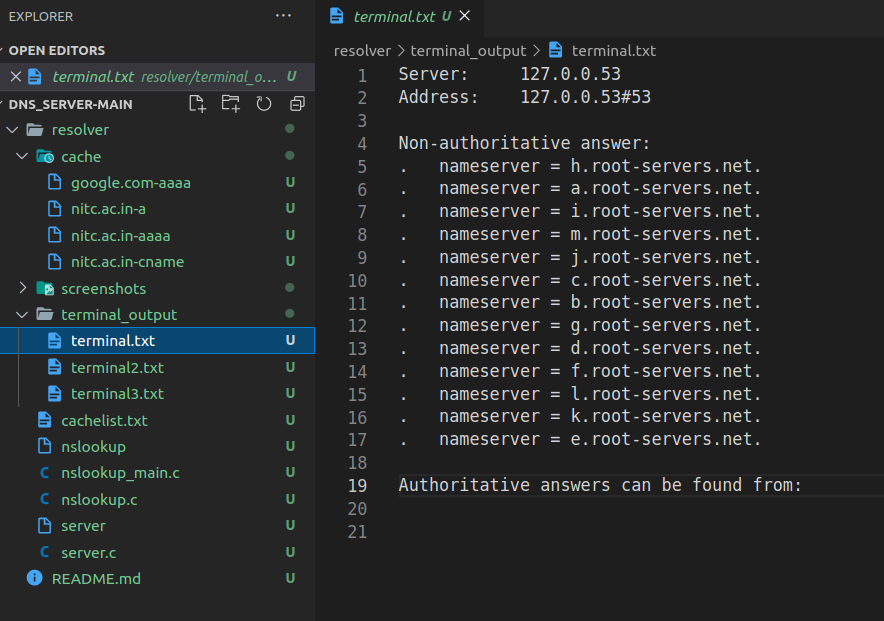 EXPLORER ...
OPEN EDITORS
terminal.txt resolver/terminal_o... U
DNS_SERVER-MAIN
resolver
cache
google.com-aaaa U
nitc.ac.in-a U
nitc.ac.in-aaaa U
nitc.ac.in-cname U
screenshots
terminal_output
terminal.txt U
terminal2.txt U
terminal3.txt U
cachelist.txt U
nslookup U
C nslookup_main.c U
C nslookup.c U
server U
C server.c U
README.md U
terminal.txt U
resolver > terminal_output > terminal.txt
1 Server: 127.0.0.53
2 Address: 127.0.0.53#53
3
4 Non-authoritative answer:
5 . nameserver = h.root-servers.net.
6 . nameserver = a.root-servers.net.
7 . nameserver = i.root-servers.net.
8 . nameserver = m.root-servers.net.
9 . nameserver = j.root-servers.net.
10 . nameserver = c.root-servers.net.
11 . nameserver = b.root-servers.net.
12 . nameserver = g.root-servers.net.
13 . nameserver = d.root-servers.net.
14 . nameserver = f.root-servers.net.
15 . nameserver = l.root-servers.net.
16 . nameserver = k.root-servers.net.
17 . nameserver = e.root-servers.net.
18
19 Authoritative answers can be found from:
20
21